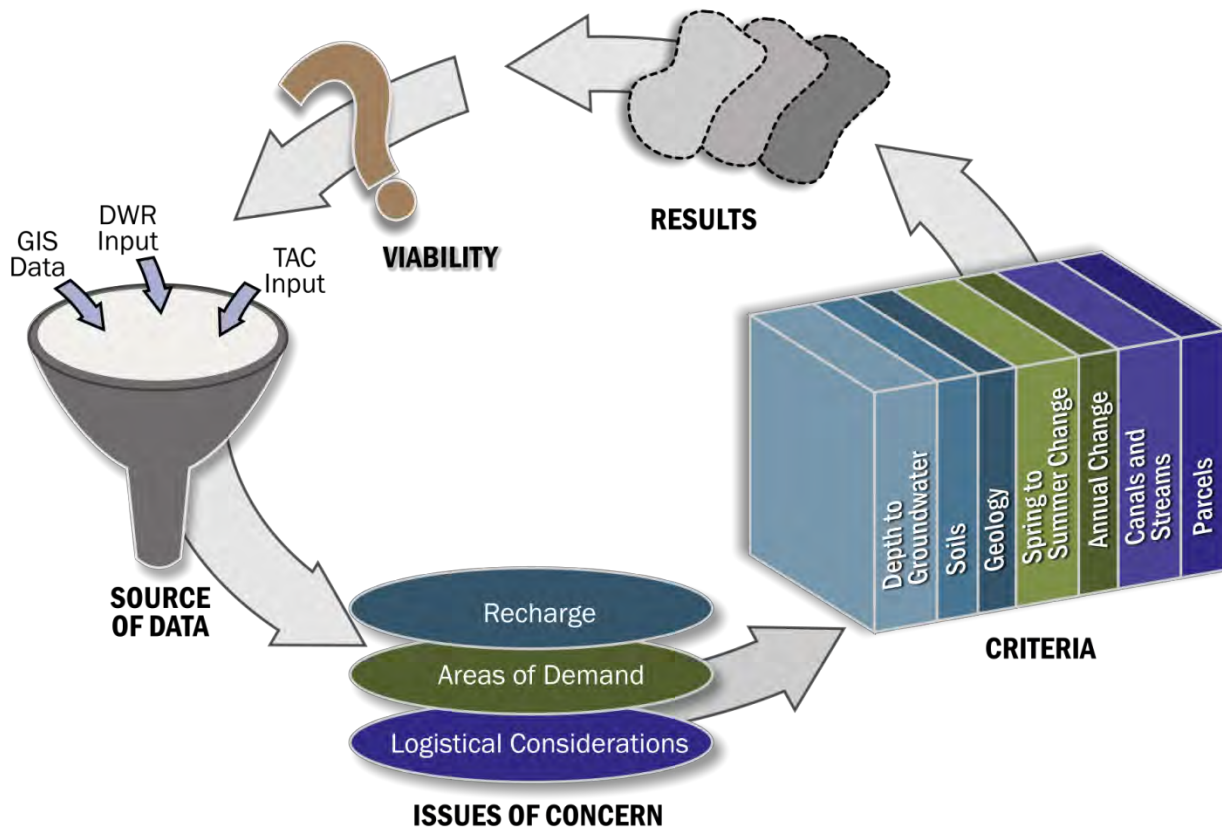 GIS
Data
DWR
Input
TAC
Input
SOURCE
OF DATA
Recharge
Areas of Demand
Logistical Considerations
ISSUES OF CONCERN
Depth to
Groundwater
Soils
Geology
Spring to
Summer Change
Annual Change
Canals and
Streams
Parcels
CRITERIA
RESULTS
VIABILITY